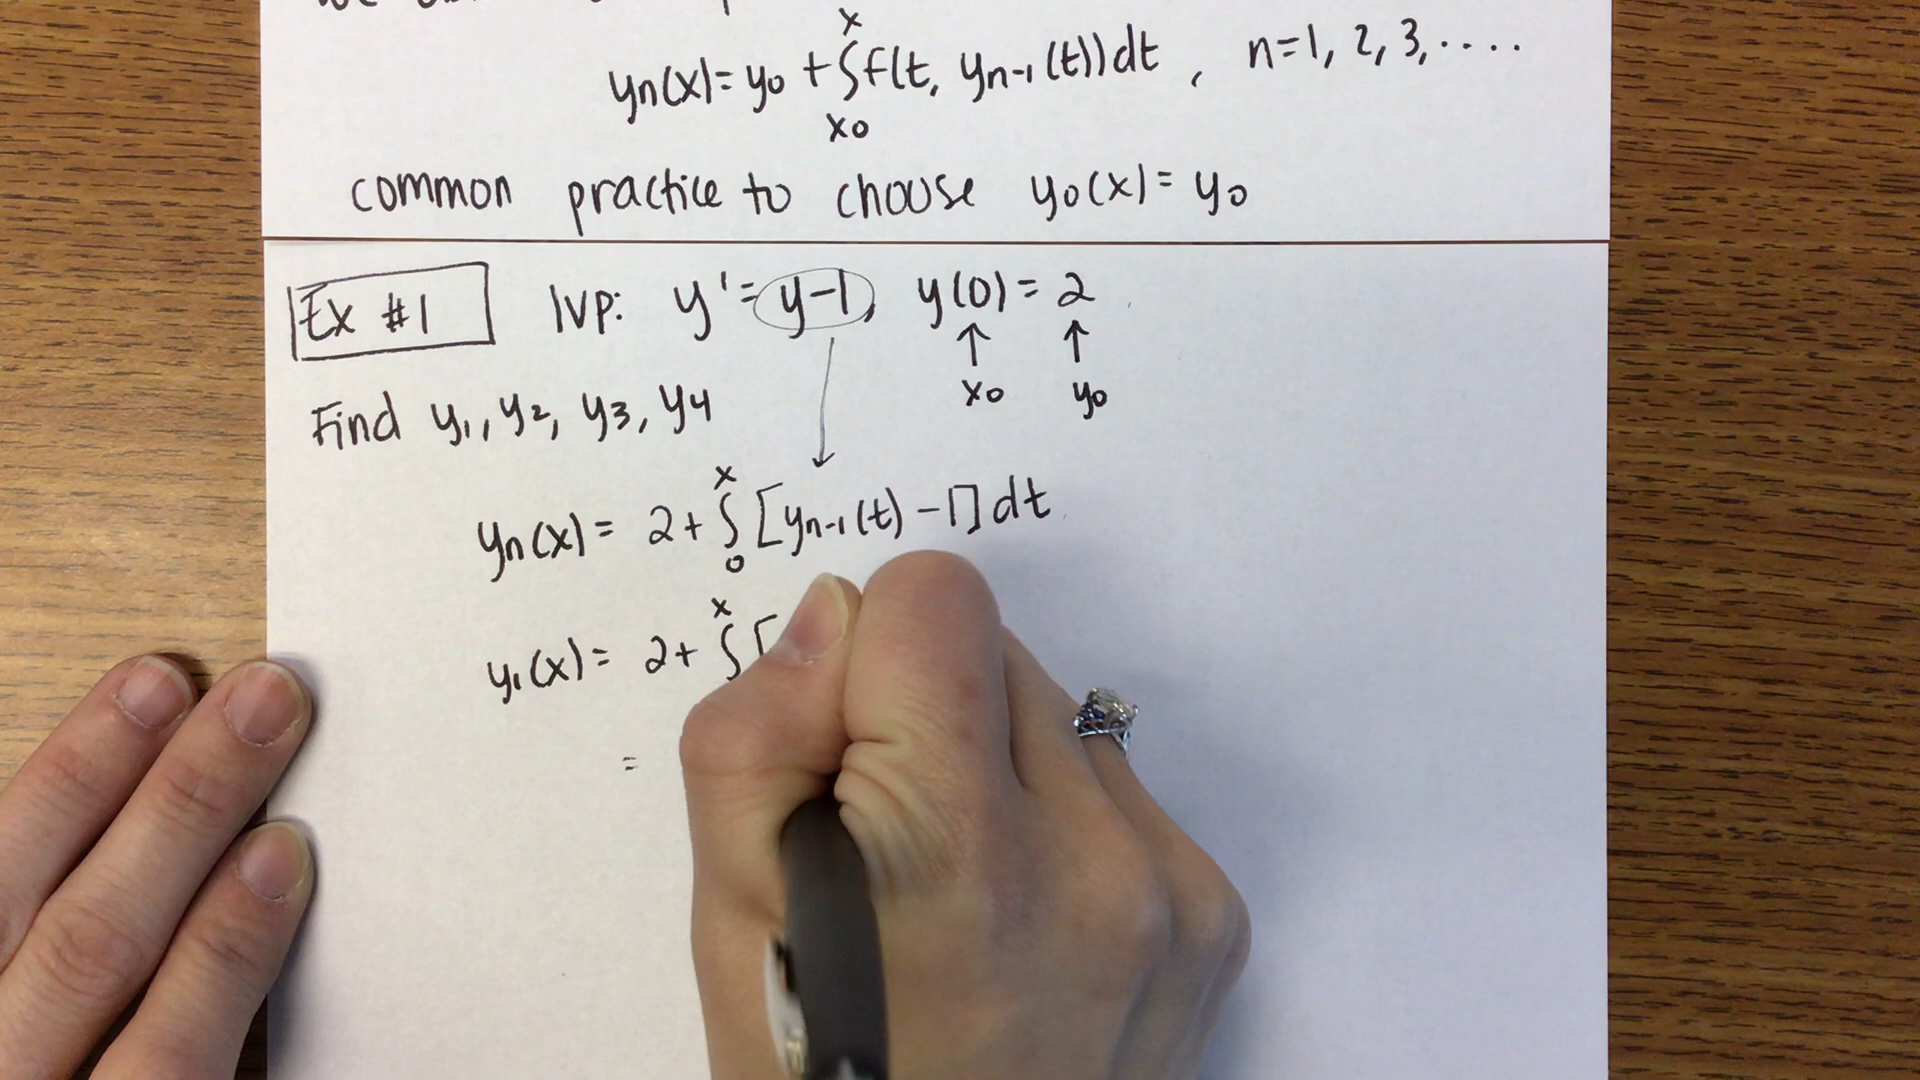 yn(x)= y0 + ∫ f(t, yn-1(t))dt , n=1, 2, 3, ....
x
x0
common practice to choose y0(x)= y0
Ex #1 IVP: y'= y-1, y(0)= 2
↑ ↑
x0 y0
Find y1, y2, y3, y4
x
yn(x)= 2+ ∫ [yn-1(t) -1] dt
0
x
y1(x)= 2+ ∫ [
=